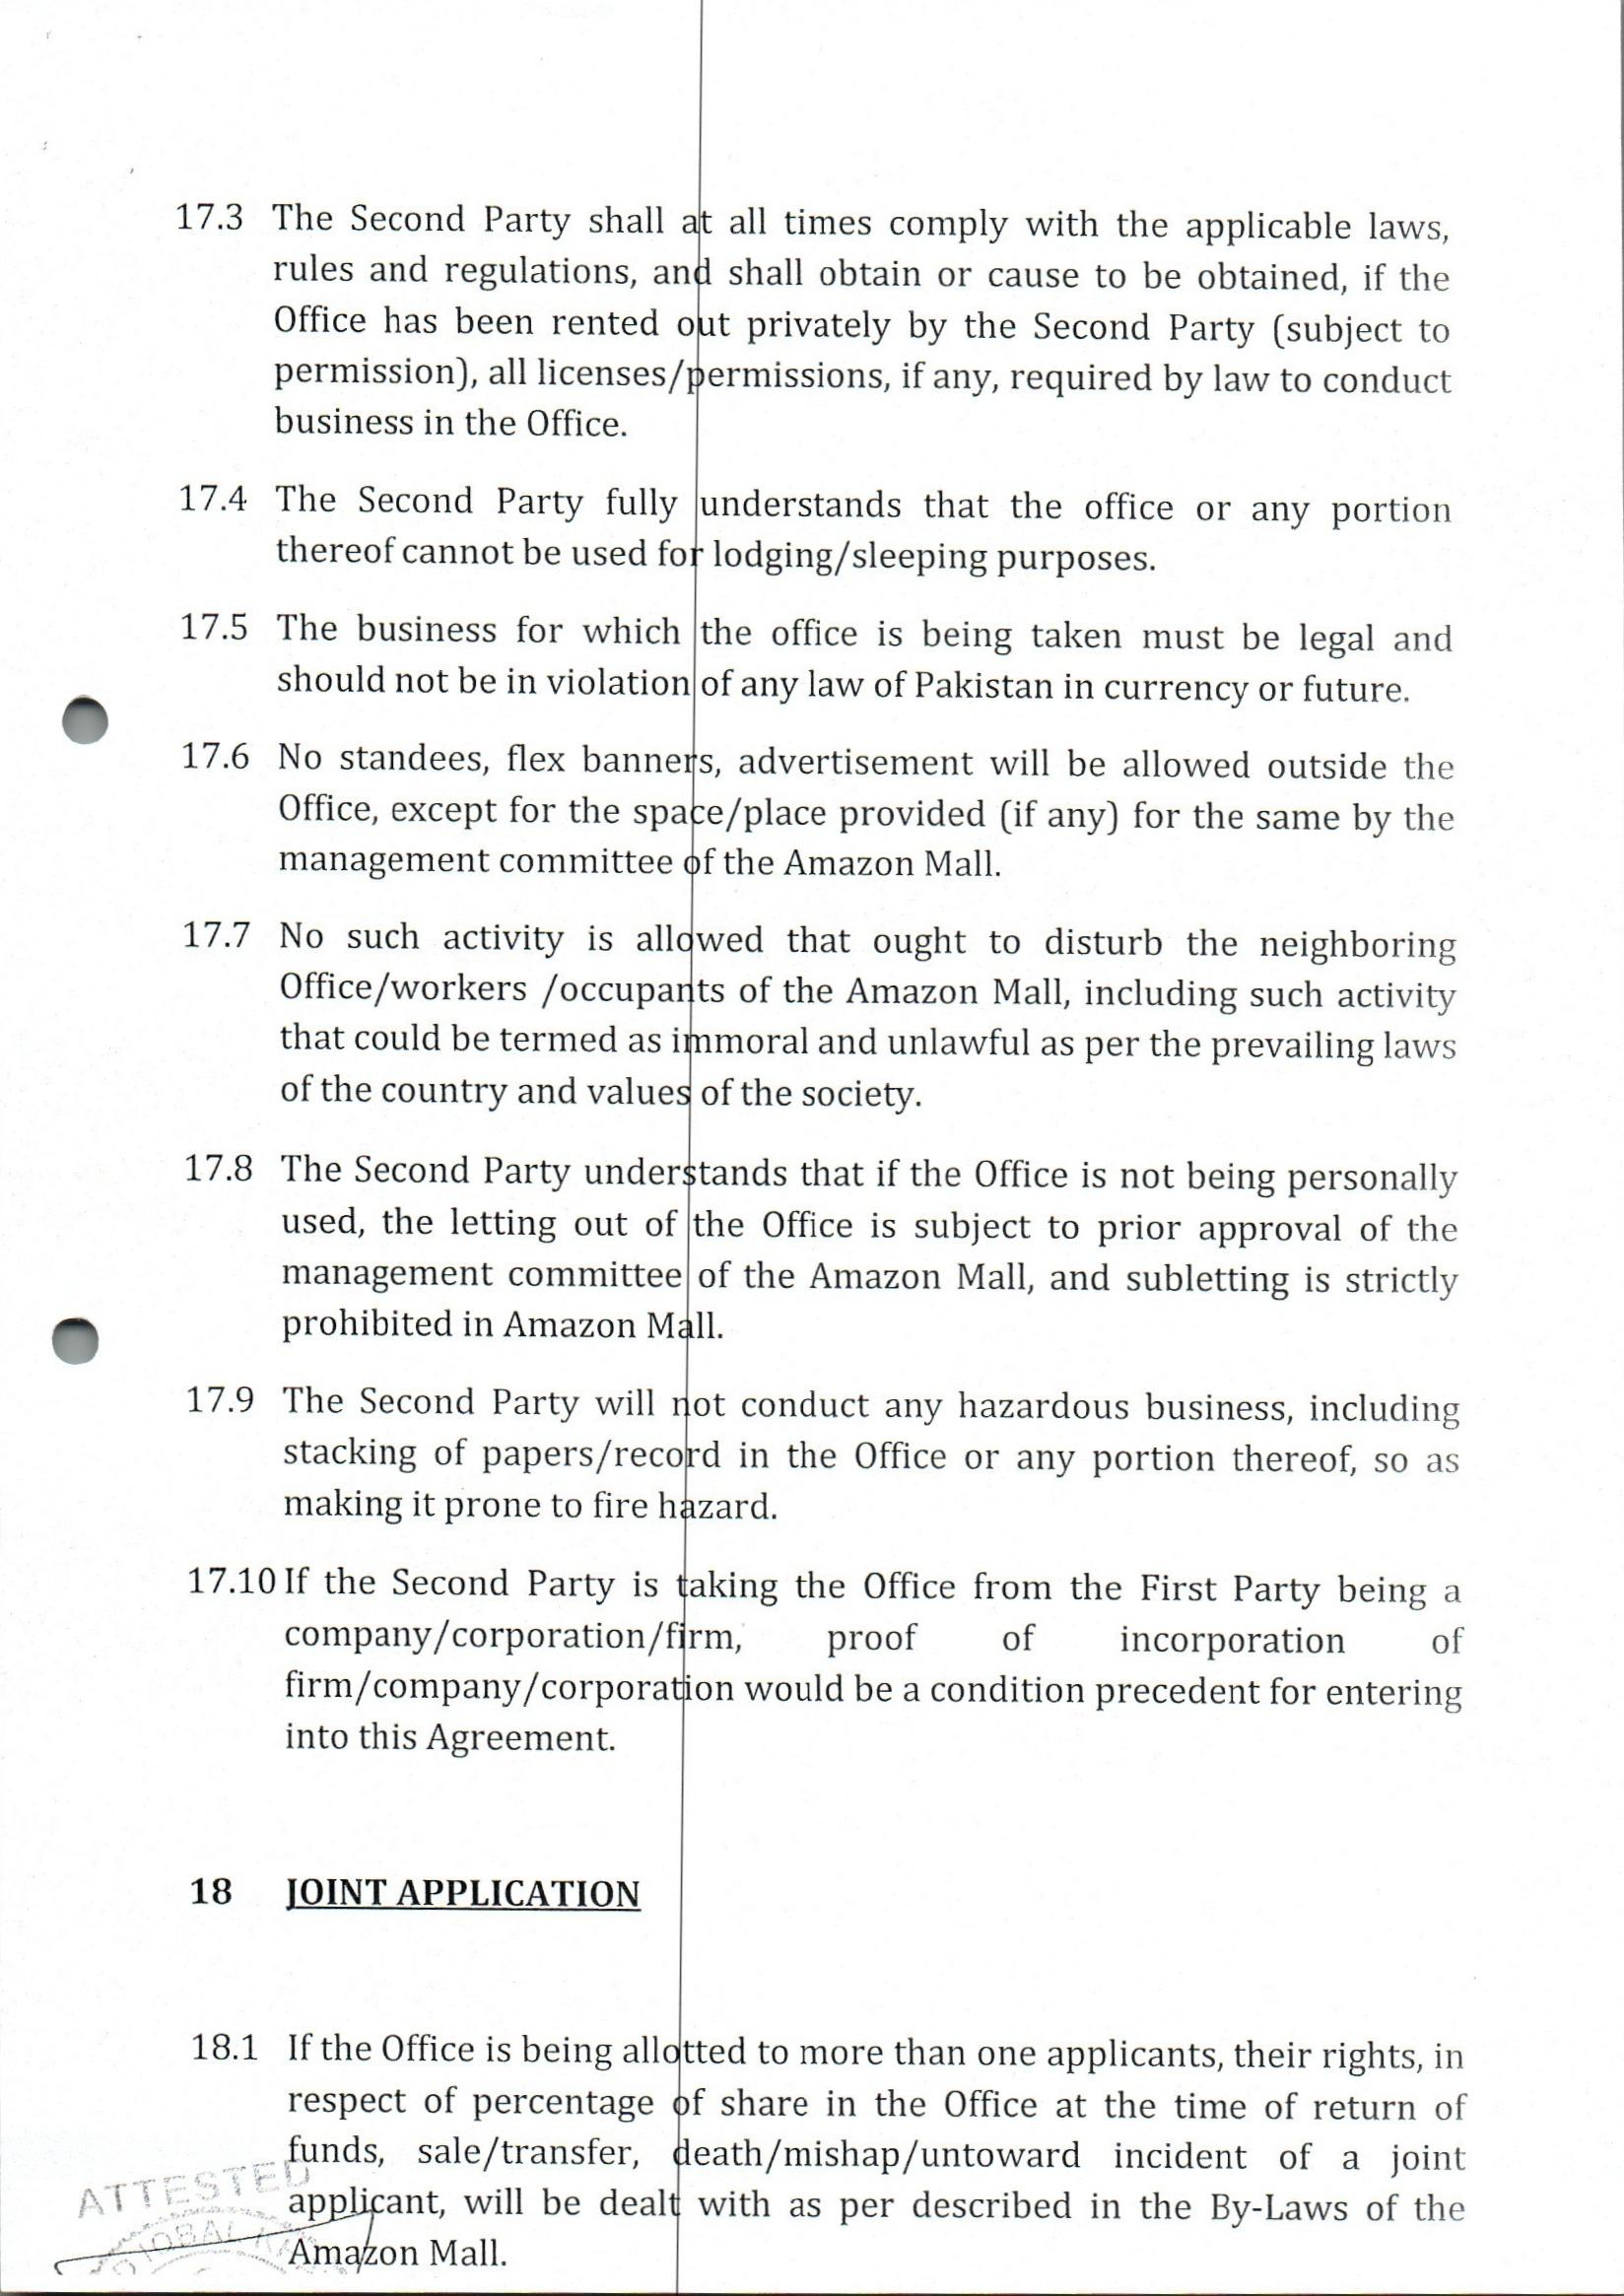 17.3 The Second Party shall at all times comply with the applicable laws,
rules and regulations, and shall obtain or cause to be obtained, if the
Office has been rented out privately by the Second Party (subject to
permission), all licenses/permissions, if any, required by law to conduct
business in the Office.
17.4 The Second Party fully understands that the office or any portion
thereof cannot be used for lodging/sleeping purposes.
17.5 The business for which the office is being taken must be legal and
should not be in violation of any law of Pakistan in currency or future.
17.6 No standees, flex banners, advertisement will be allowed outside the
Office, except for the space/place provided (if any) for the same by the
management committee of the Amazon Mall.
17.7 No such activity is allowed that ought to disturb the neighboring
Office/workers /occupants of the Amazon Mall, including such activity
that could be termed as immoral and unlawful as per the prevailing laws
of the country and values of the society.
17.8 The Second Party understands that if the Office is not being personally
used, the letting out of the Office is subject to prior approval of the
management committee of the Amazon Mall, and subletting is strictly
prohibited in Amazon Mall.
17.9 The Second Party will not conduct any hazardous business, including
stacking of papers/record in the Office or any portion thereof, so as
making it prone to fire hazard.
17.10 If the Second Party is taking the Office from the First Party being a
company/corporation/firm, proof of incorporation of
firm/company/corporation would be a condition precedent for entering
into this Agreement.
18 JOINT APPLICATION
18.1 If the Office is being allotted to more than one applicants, their rights, in
respect of percentage of share in the Office at the time of return of
funds, sale/transfer, death/mishap/untoward incident of a joint
applicant, will be dealt with as per described in the By-Laws of the
Amazon Mall.
ATTESTED